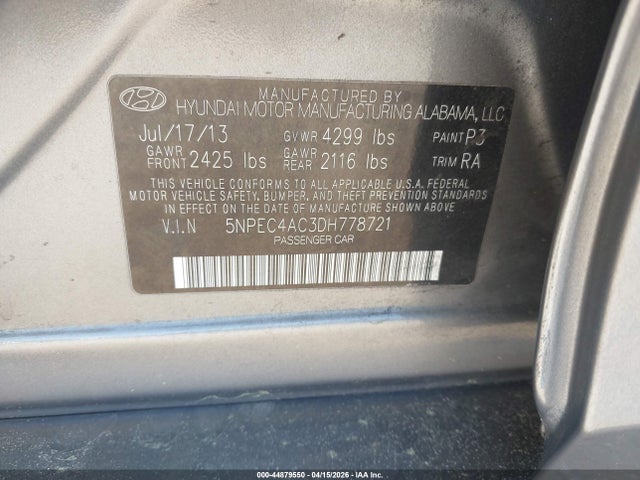 MANUFACTURED BY
HYUNDAI MOTOR MANUFACTURING ALABAMA, LLC
Jul/17/13 GVWR 4299 lbs PAINT P3
GAWR FRONT 2425 lbs GAWR REAR 2116 lbs TRIM RA
THIS VEHICLE CONFORMS TO ALL APPLICABLE U.S.A. FEDERAL
MOTOR VEHICLE SAFETY, BUMPER, AND THEFT PREVENTION STANDARDS
IN EFFECT ON THE DATE OF MANUFACTURE SHOWN ABOVE
V.I.N 5NPEC4AC3DH778721
PASSENGER CAR
000-44879550 | 04/15/2026 | IAA Inc.